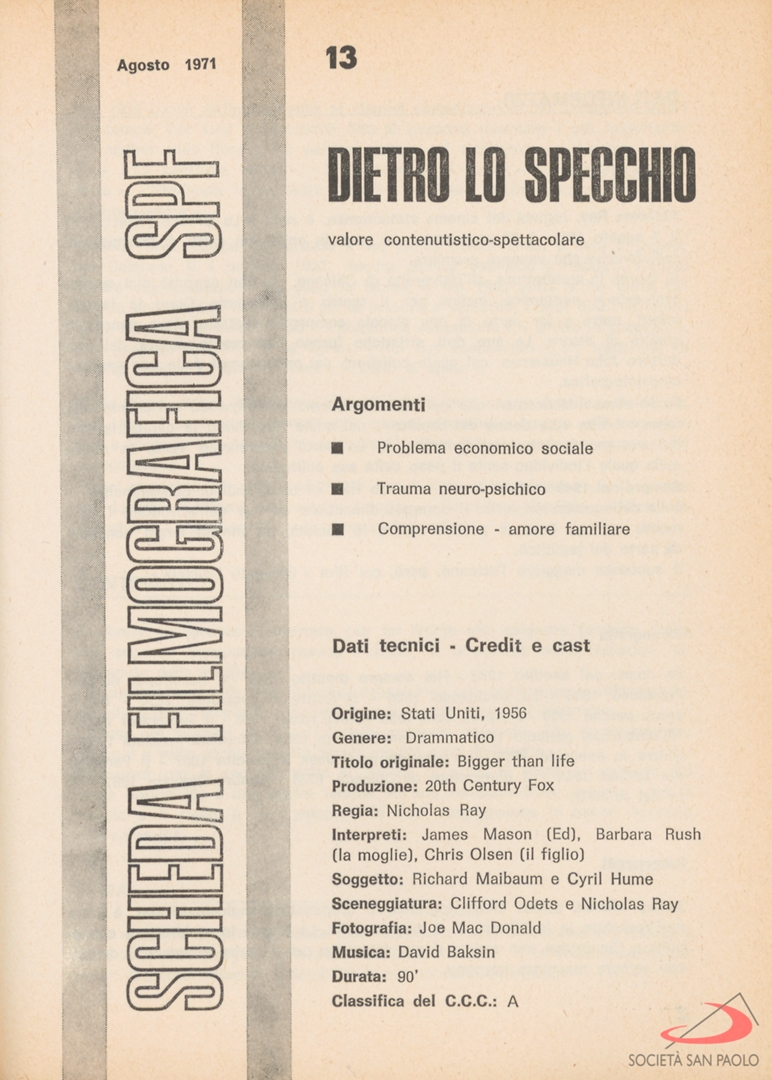 Agosto 1971
13
SCHEDA FILMOGRAFICA SPF
DIETRO LO SPECCHIO
valore contenutistico-spettacolare
Argomenti
■ Problema economico sociale
■ Trauma neuro-psichico
■ Comprensione - amore familiare
Dati tecnici - Credit e cast
Origine: Stati Uniti, 1956
Genere: Drammatico
Titolo originale: Bigger than life
Produzione: 20th Century Fox
Regia: Nicholas Ray
Interpreti: James Mason (Ed), Barbara Rush
(la moglie), Chris Olsen (il figlio)
Soggetto: Richard Maibaum e Cyril Hume
Sceneggiatura: Clifford Odets e Nicholas Ray
Fotografia: Joe Mac Donald
Musica: David Baksin
Durata: 90'
Classifica del C.C.C.: A
SOCIETÀ SAN PAOLO